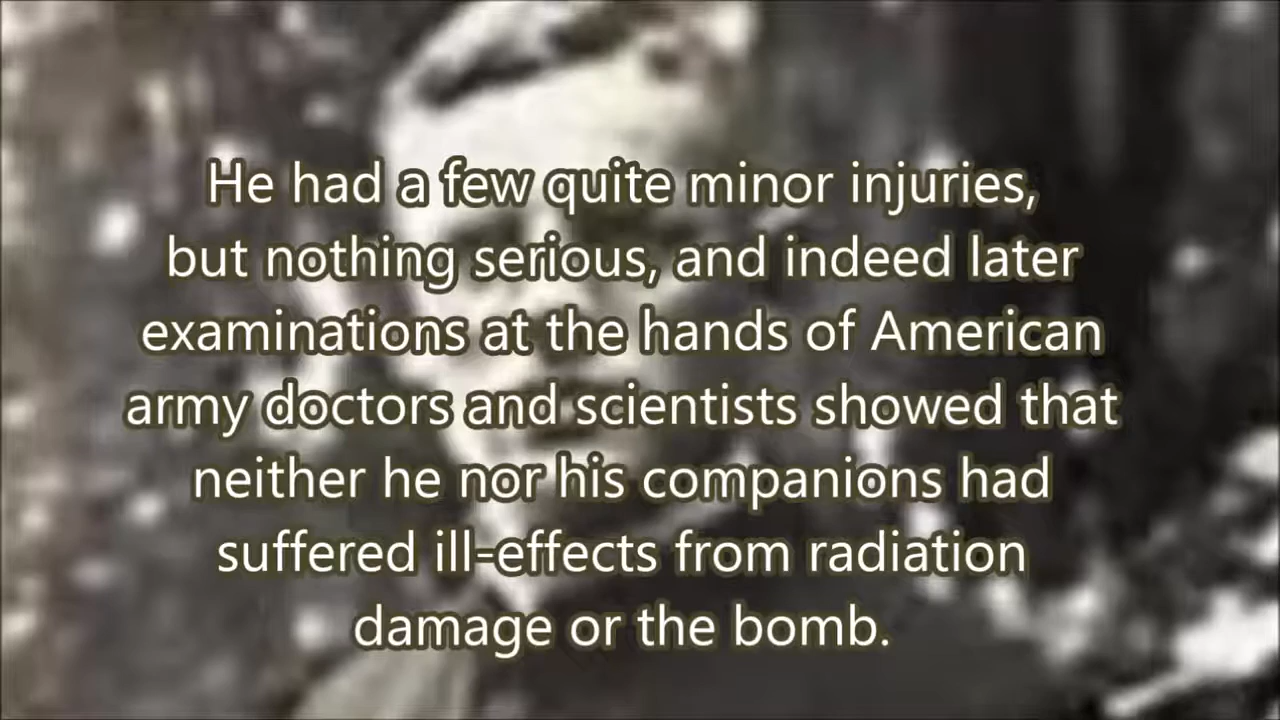 He had a few quite minor injuries,
but nothing serious, and indeed later
examinations at the hands of American
army doctors and scientists showed that
neither he nor his companions had
suffered ill-effects from radiation
damage or the bomb.